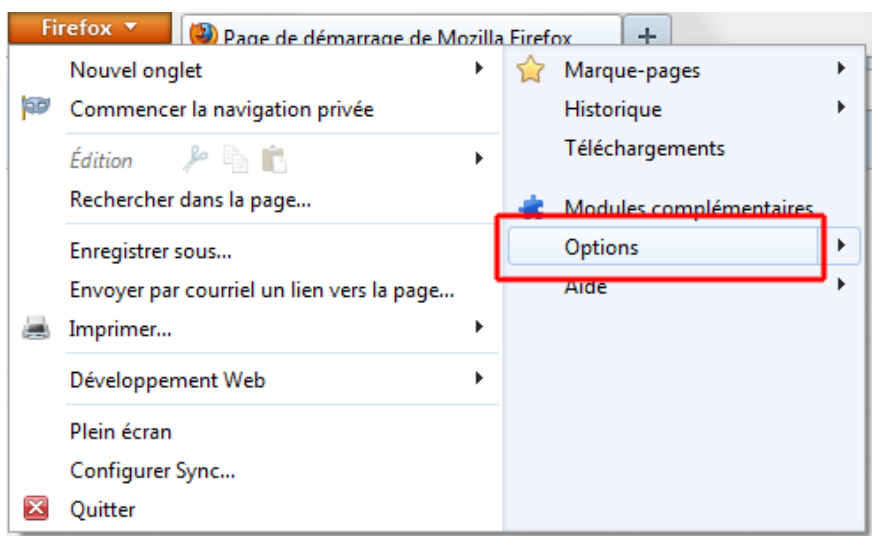 Firefox
Page de démarrage de Mozilla Firefox
+
Nouvel onglet
Commencer la navigation privée
Édition
Rechercher dans la page...
Enregistrer sous...
Envoyer par courriel un lien vers la page...
Imprimer...
Développement Web
Plein écran
Configurer Sync...
Quitter
Marque-pages
Historique
Téléchargements
Modules complémentaires
Options
Aide